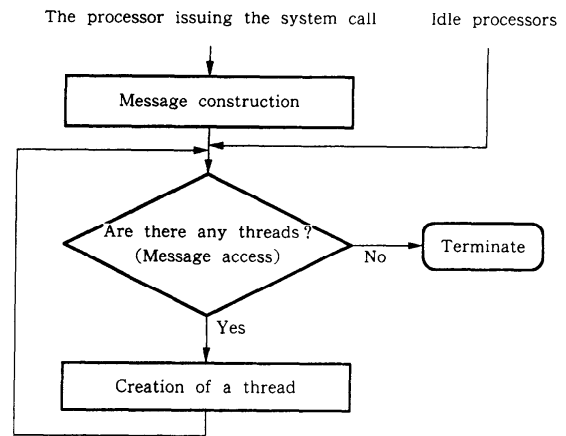 The processor issuing the system call
Idle processors
Message construction
Are there any threads?
(Message access)
No
Terminate
Yes
Creation of a thread